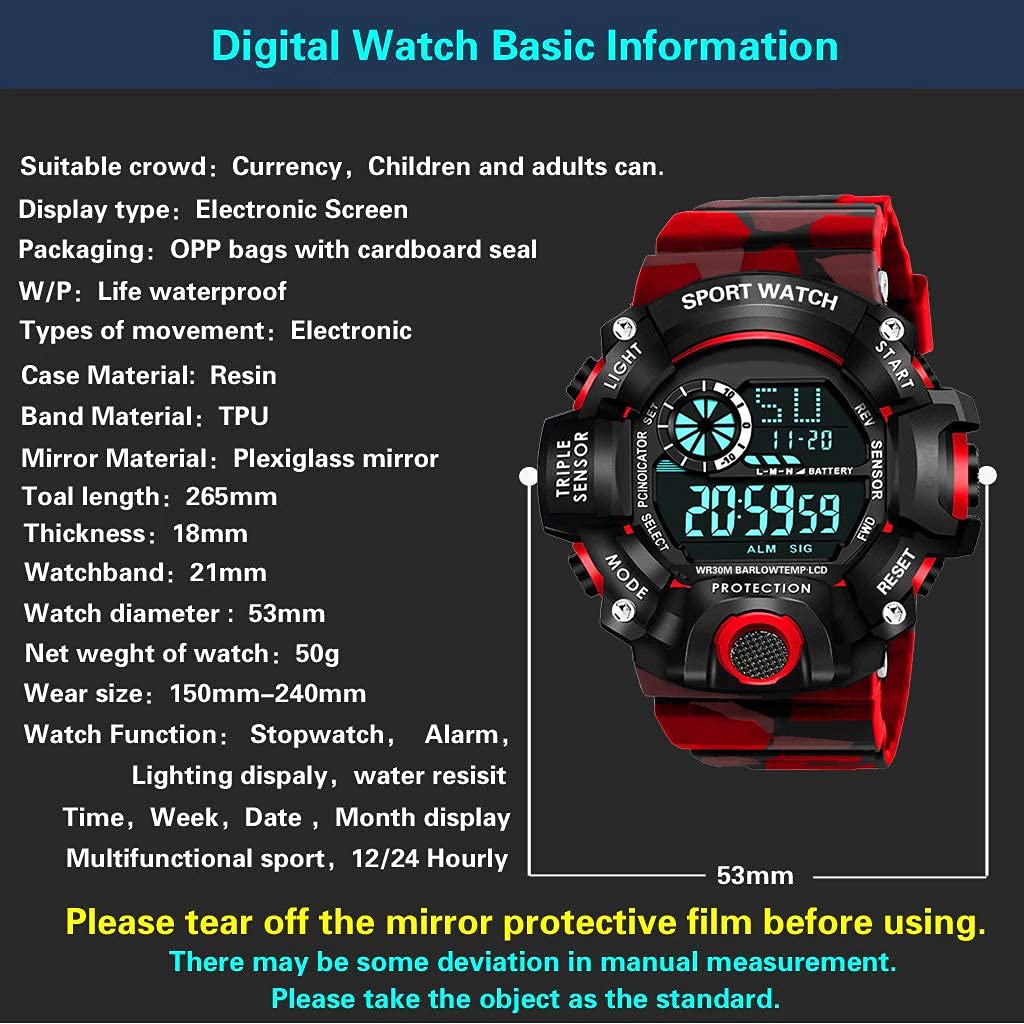 Digital Watch Basic Information
Suitable crowd: Currency, Children and adults can.
Display type: Electronic Screen
Packaging: OPP bags with cardboard seal
W/P: Life waterproof
Types of movement: Electronic
Case Material: Resin
Band Material: TPU
Mirror Material: Plexiglass mirror
Toal length: 265mm
Thickness: 18mm
Watchband: 21mm
Watch diameter : 53mm
Net weght of watch: 50g
Wear size: 150mm-240mm
Watch Function: Stopwatch, Alarm,
Lighting dispaly, water resisit
Time, Week, Date , Month display
Multifunctional sport, 12/24 Hourly
SPORT WATCH
LIGHT
START
SET
10
0
-10
SU
11-20
REV
TRIPLE
SENSOR
PCINOICATOR
L-M-N BATTERY
SENSOR
SELECT
20:59 59
FWD
ALM SIG
MODE
WR30M BARLOWTEMP·LCD
PROTECTION
RESET
53mm
Please tear off the mirror protective film before using.
There may be some deviation in manual measurement.
Please take the object as the standard.